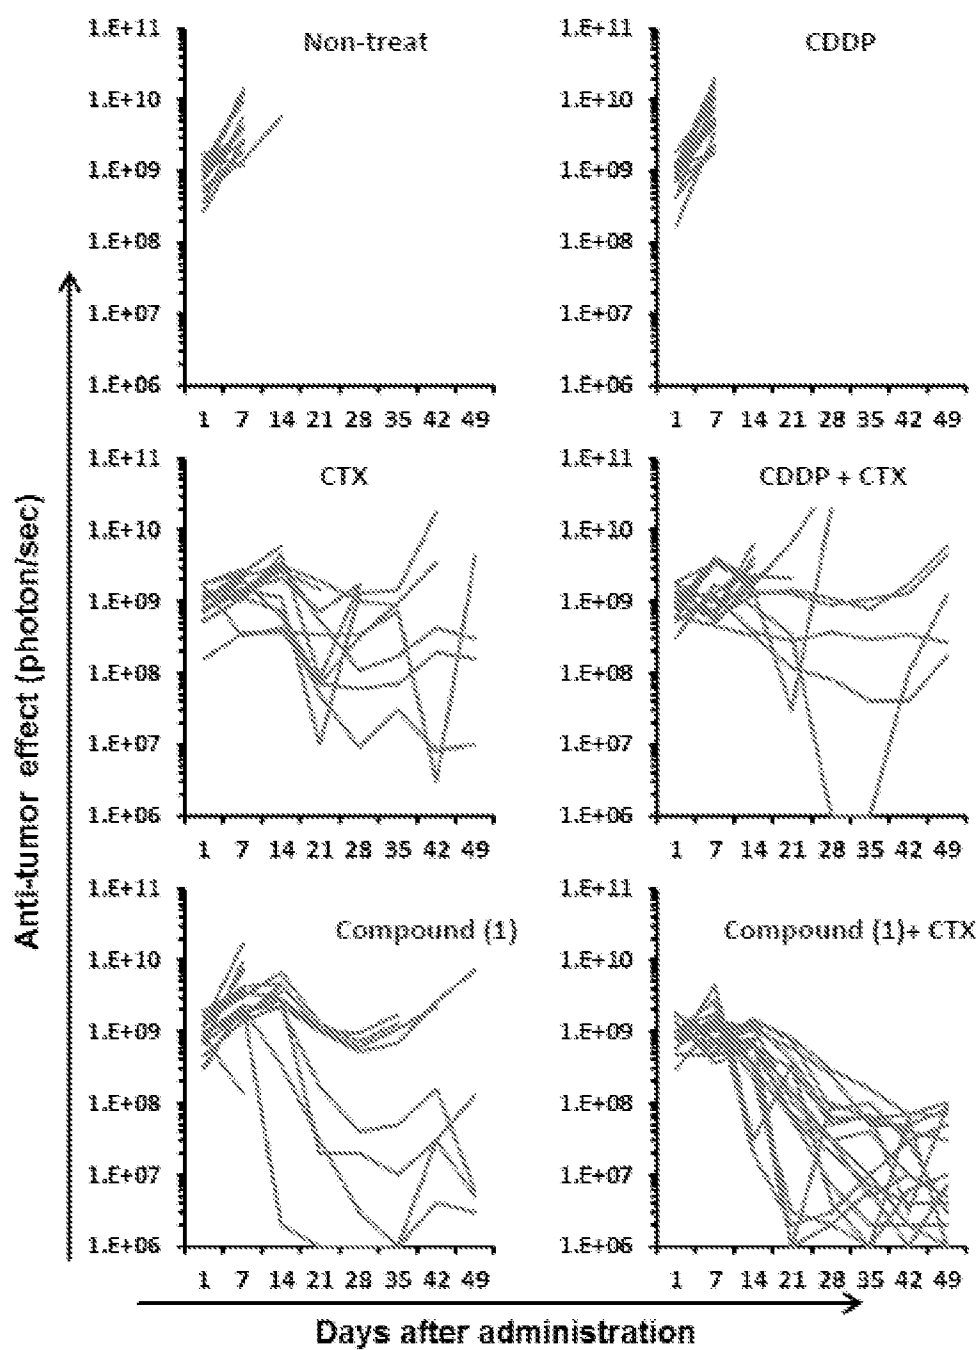 Non-treat
1.E+11
1.E+10
1.E+09
1.E+08
1.E+07
1.E+06
1 7 14 21 28 35 42 49
CDDP
1.E+11
1.E+10
1.E+09
1.E+08
1.E+07
1.E+06
1 7 14 21 28 35 42 49
CTX
1.E+11
1.E+10
1.E+09
1.E+08
1.E+07
1.E+06
1 7 14 21 28 35 42 49
CDDP + CTX
1.E+11
1.E+10
1.E+09
1.E+08
1.E+07
1.E+06
1 7 14 21 28 35 42 49
Compound (1)
1.E+11
1.E+10
1.E+09
1.E+08
1.E+07
1.E+06
1 7 14 21 28 35 42 49
Compound (1)+ CTX
1.E+11
1.E+10
1.E+09
1.E+08
1.E+07
1.E+06
1 7 14 21 28 35 42 49
Anti-tumor effect (photon/sec)
Days after administration